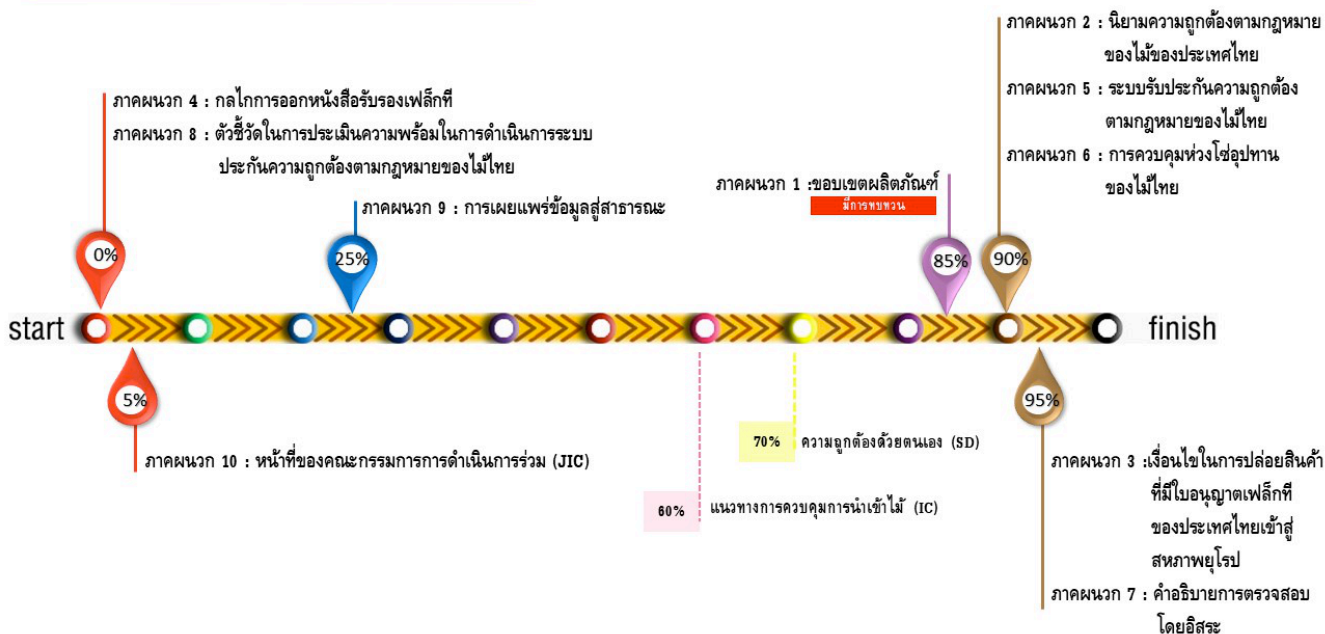 ภาคผนวก 2 : นิยามความถูกต้องตามกฎหมาย
ของไม้ของประเทศไทย
ภาคผนวก 5 : ระบบรับประกันความถูกต้อง
ตามกฎหมายของไม้ไทย
ภาคผนวก 6 : การควบคุมห่วงโซ่อุปทาน
ของไม้ไทย
ภาคผนวก 4 : กลไกการออกหนังสือรับรองเฟล็กที
ภาคผนวก 8 : ตัวชี้วัดในการประเมินความพร้อมในการดำเนินการระบบ
ประกันความถูกต้องตามกฎหมายของไม้ไทย
ภาคผนวก 1 :ขอบเขตผลิตภัณฑ์
มีการทบทวน
ภาคผนวก 9 : การเผยแพร่ข้อมูลสู่สาธารณะ
0%
25%
85%
90%
start
finish
5%
95%
ภาคผนวก 10 : หน้าที่ของคณะกรรมการการดำเนินการร่วม (JIC)
70%
ความถูกต้องด้วยตนเอง (SD)
60%
แนวทางการควบคุมการนำเข้าไม้ (IC)
ภาคผนวก 3 :เงื่อนไขในการปล่อยสินค้า
ที่มีใบอนุญาตเฟล็กที
ของประเทศไทยเข้าสู่
สหภาพยุโรป
ภาคผนวก 7 : คำอธิบายการตรวจสอบ
โดยอิสระ